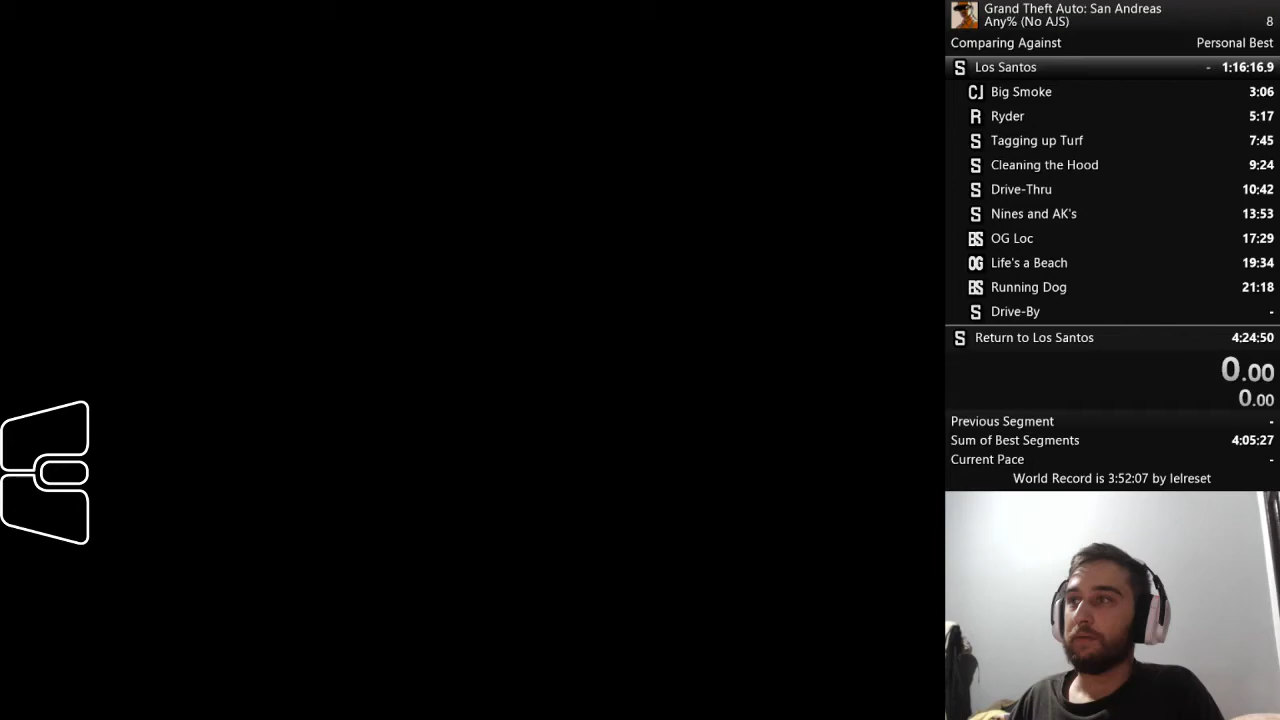 Grand Theft Auto: San Andreas
Any% (No AJS) 8
Comparing Against Personal Best
S Los Santos - 1:16:16.9
CJ Big Smoke 3:06
R Ryder 5:17
S Tagging up Turf 7:45
S Cleaning the Hood 9:24
S Drive-Thru 10:42
S Nines and AK's 13:53
BS OG Loc 17:29
OG Life's a Beach 19:34
BS Running Dog 21:18
S Drive-By -
S Return to Los Santos 4:24:50
0.00
0.00
Previous Segment -
Sum of Best Segments 4:05:27
Current Pace -
World Record is 3:52:07 by lelreset